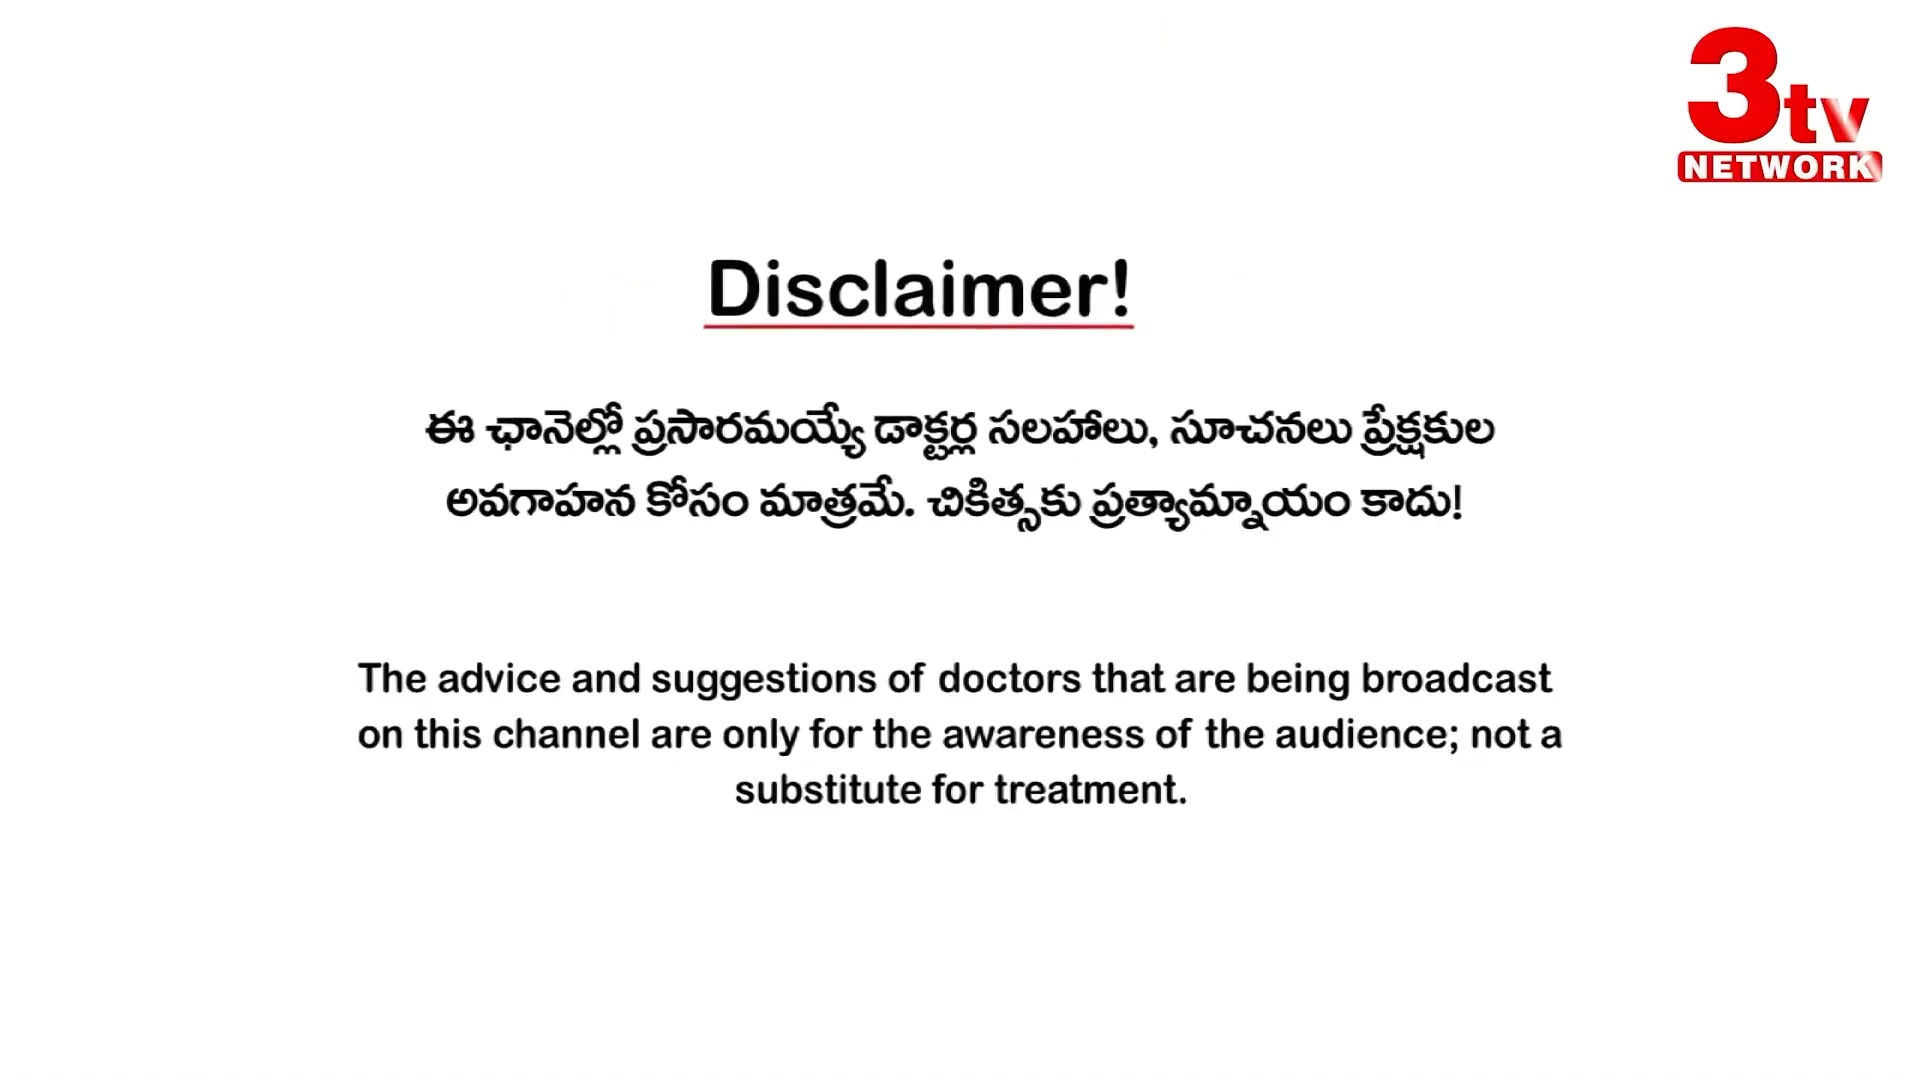 3tv
NETWORK
Disclaimer!
ఈ ఛానెల్లో ప్రసారమయ్యే డాక్టర్ల సలహాలు, సూచనలు ప్రేక్షకుల
అవగాహన కోసం మాత్రమే. చికిత్సకు ప్రత్యామ్నాయం కాదు!
The advice and suggestions of doctors that are being broadcast
on this channel are only for the awareness of the audience; not a
substitute for treatment.